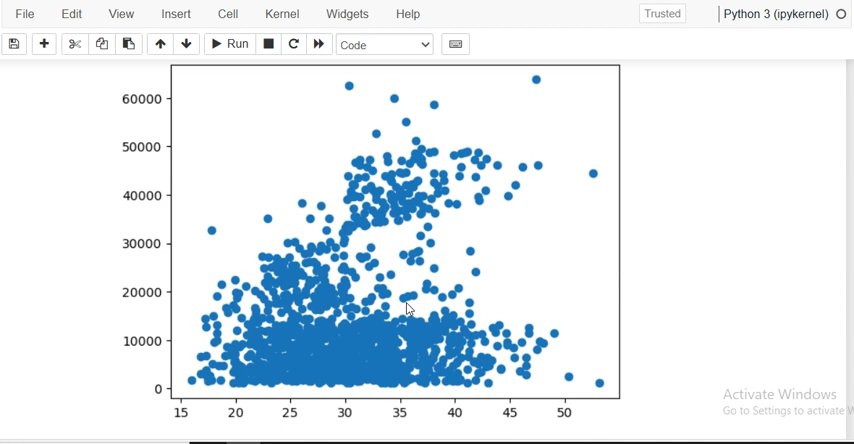 File Edit View Insert Cell Kernel Widgets Help Trusted Python 3 (ipykernel)
Run Code
60000
50000
40000
30000
20000
10000
0
15 20 25 30 35 40 45 50
Activate Windows
Go to Settings to activate W